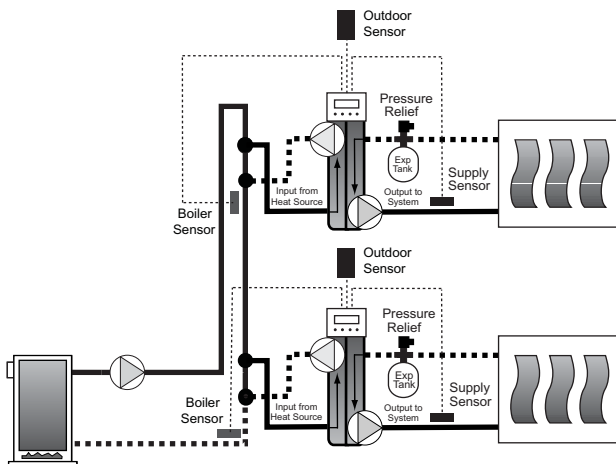 Outdoor
Sensor
Pressure
Relief
Exp
Tank
Supply
Sensor
Input from
Heat Source
Output to
System
Boiler
Sensor
Outdoor
Sensor
Pressure
Relief
Exp
Tank
Supply
Sensor
Boiler
Sensor
Input from
Heat Source
Output to
System